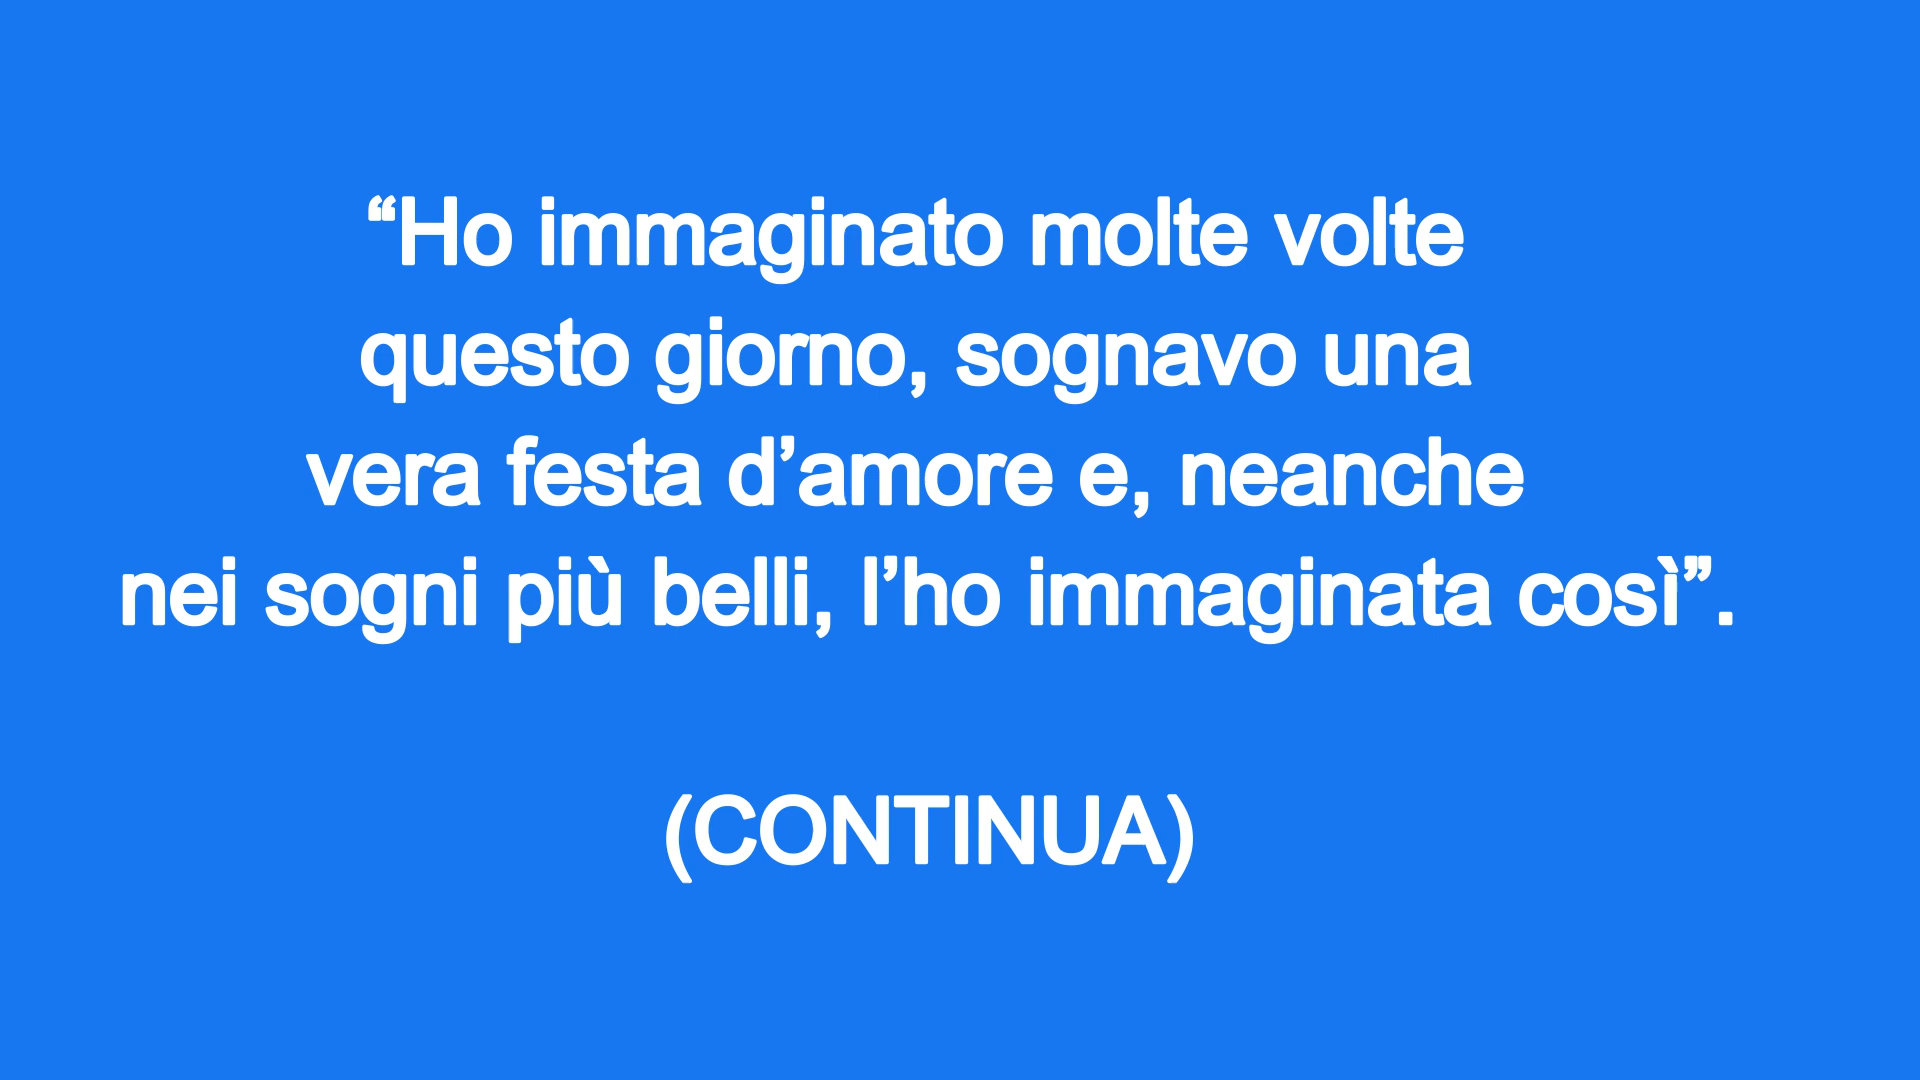 “Ho immaginato molte volte
questo giorno, sognavo una
vera festa d’amore e, neanche
nei sogni più belli, l’ho immaginata così”.
(CONTINUA)